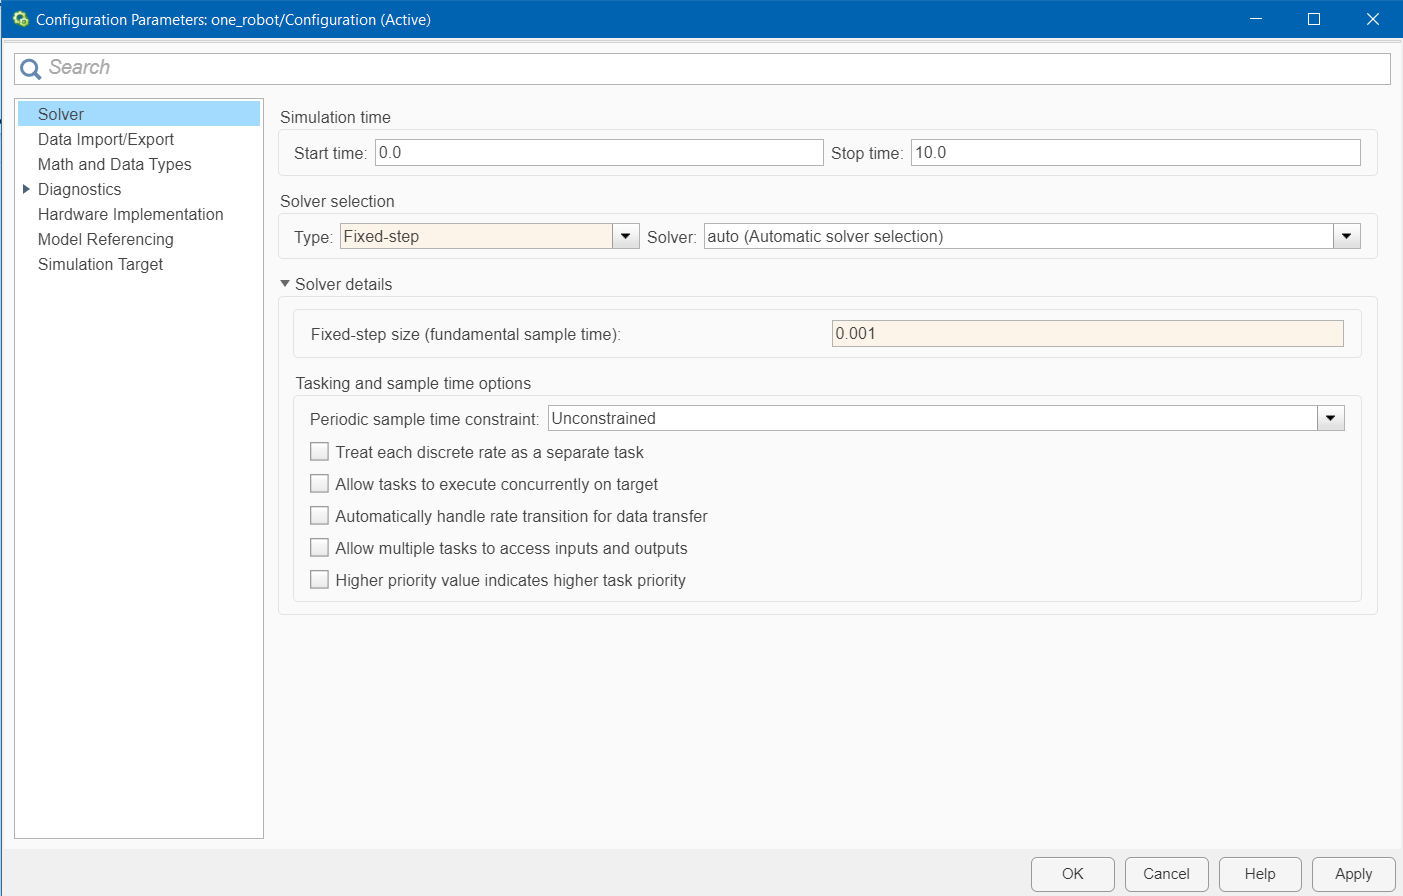 Configuration Parameters: one_robot/Configuration (Active)
Search
Solver
Data Import/Export
Math and Data Types
Diagnostics
Hardware Implementation
Model Referencing
Simulation Target
Simulation time
Start time: 0.0 Stop time: 10.0
Solver selection
Type: Fixed-step Solver: auto (Automatic solver selection)
Solver details
Fixed-step size (fundamental sample time): 0.001
Tasking and sample time options
Periodic sample time constraint: Unconstrained
Treat each discrete rate as a separate task
Allow tasks to execute concurrently on target
Automatically handle rate transition for data transfer
Allow multiple tasks to access inputs and outputs
Higher priority value indicates higher task priority
OK Cancel Help Apply